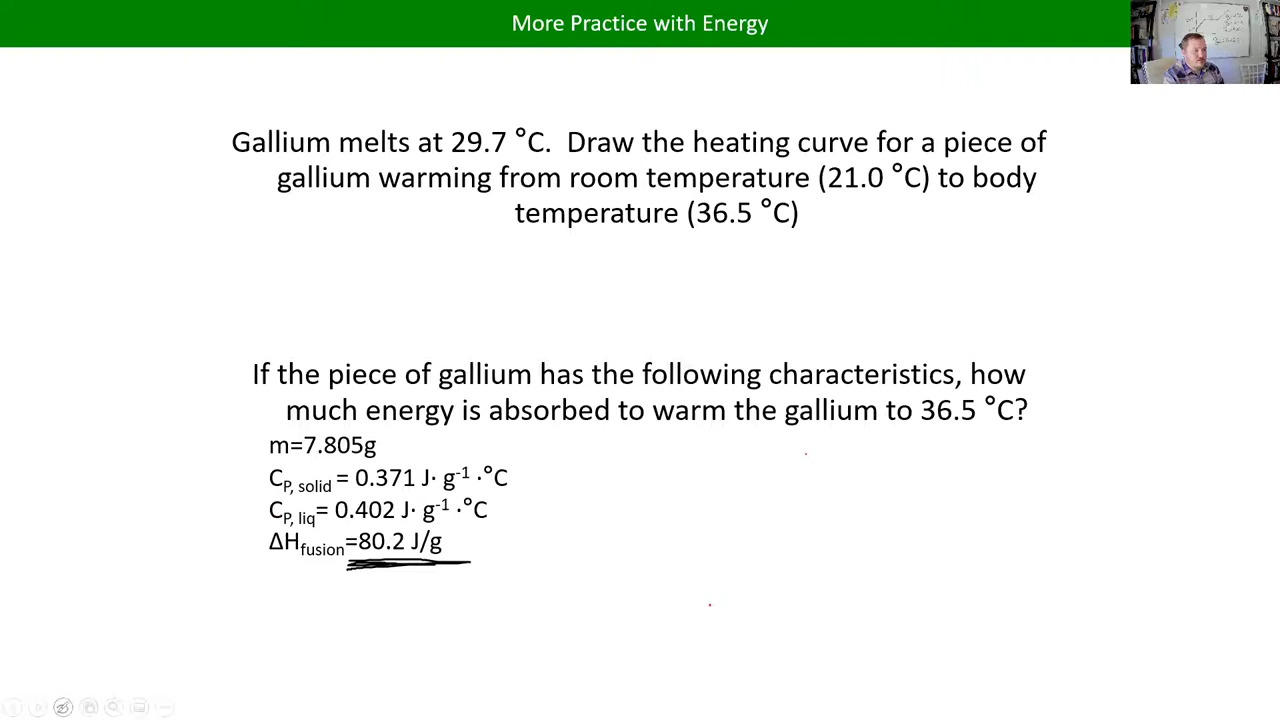 More Practice with Energy
Gallium melts at 29.7 °C.  Draw the heating curve for a piece of
gallium warming from room temperature (21.0 °C) to body
temperature (36.5 °C)
If the piece of gallium has the following characteristics, how
much energy is absorbed to warm the gallium to 36.5 °C?
m=7.805g
C_P, solid = 0.371 J· g⁻¹ ·°C
C_P, liq= 0.402 J· g⁻¹ ·°C
ΔH_fusion=80.2 J/g